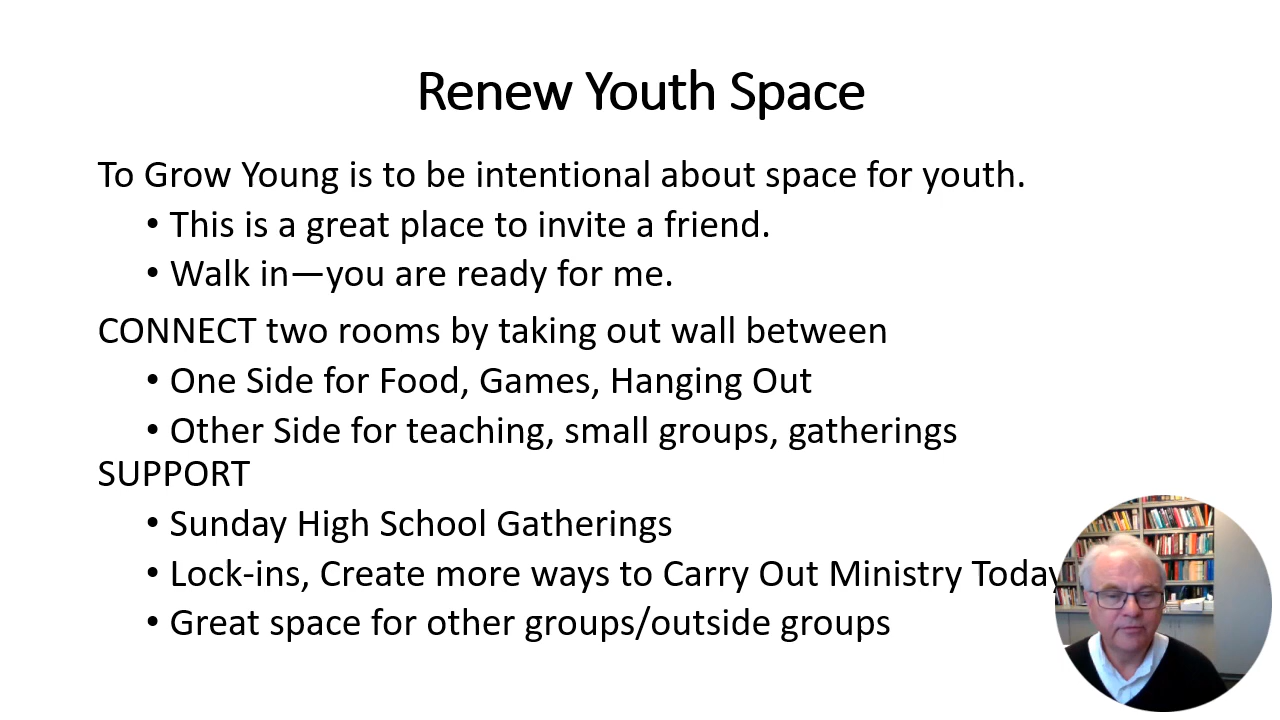 Renew Youth Space
To Grow Young is to be intentional about space for youth.
• This is a great place to invite a friend.
• Walk in—you are ready for me.
CONNECT two rooms by taking out wall between
• One Side for Food, Games, Hanging Out
• Other Side for teaching, small groups, gatherings
SUPPORT
• Sunday High School Gatherings
• Lock-ins, Create more ways to Carry Out Ministry Today
• Great space for other groups/outside groups